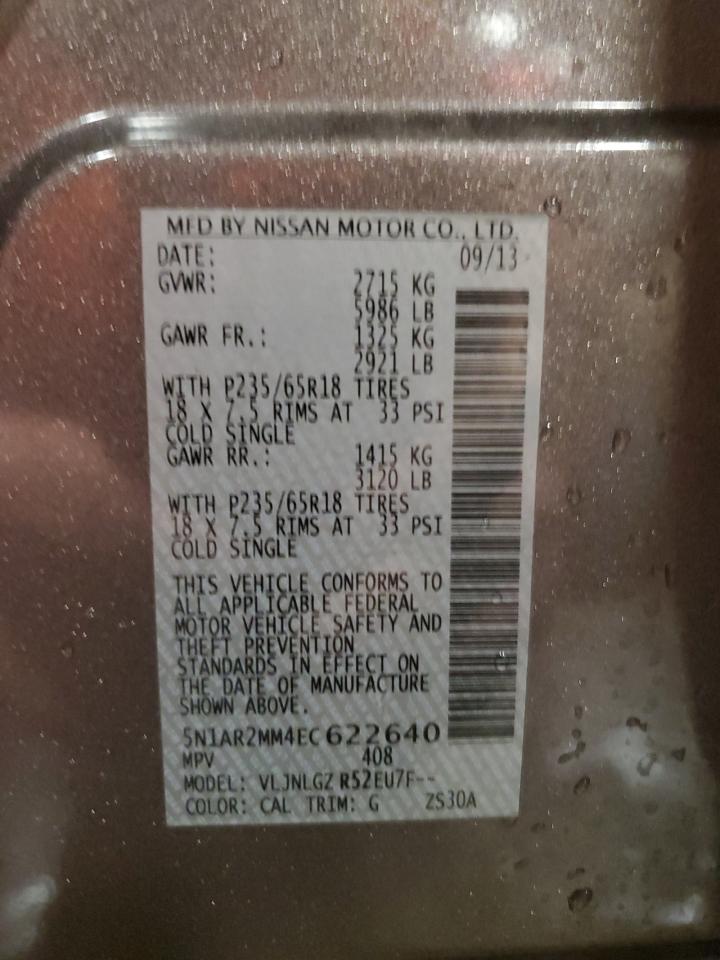 MFD BY NISSAN MOTOR CO., LTD.
DATE: 09/13
GVWR: 2715 KG
5986 LB
GAWR FR.: 1325 KG
2921 LB
WITH P235/65R18 TIRES
18 X 7.5 RIMS AT 33 PSI
COLD SINGLE
GAWR RR.: 1415 KG
3120 LB
WITH P235/65R18 TIRES
18 X 7.5 RIMS AT 33 PSI
COLD SINGLE
THIS VEHICLE CONFORMS TO
ALL APPLICABLE FEDERAL
MOTOR VEHICLE SAFETY AND
THEFT PREVENTION
STANDARDS IN EFFECT ON
THE DATE OF MANUFACTURE
SHOWN ABOVE.
5N1AR2MM4EC622640
MPV 408
MODEL: VLJNLGZ R52EU7F--
COLOR: CAL TRIM: G ZS30A